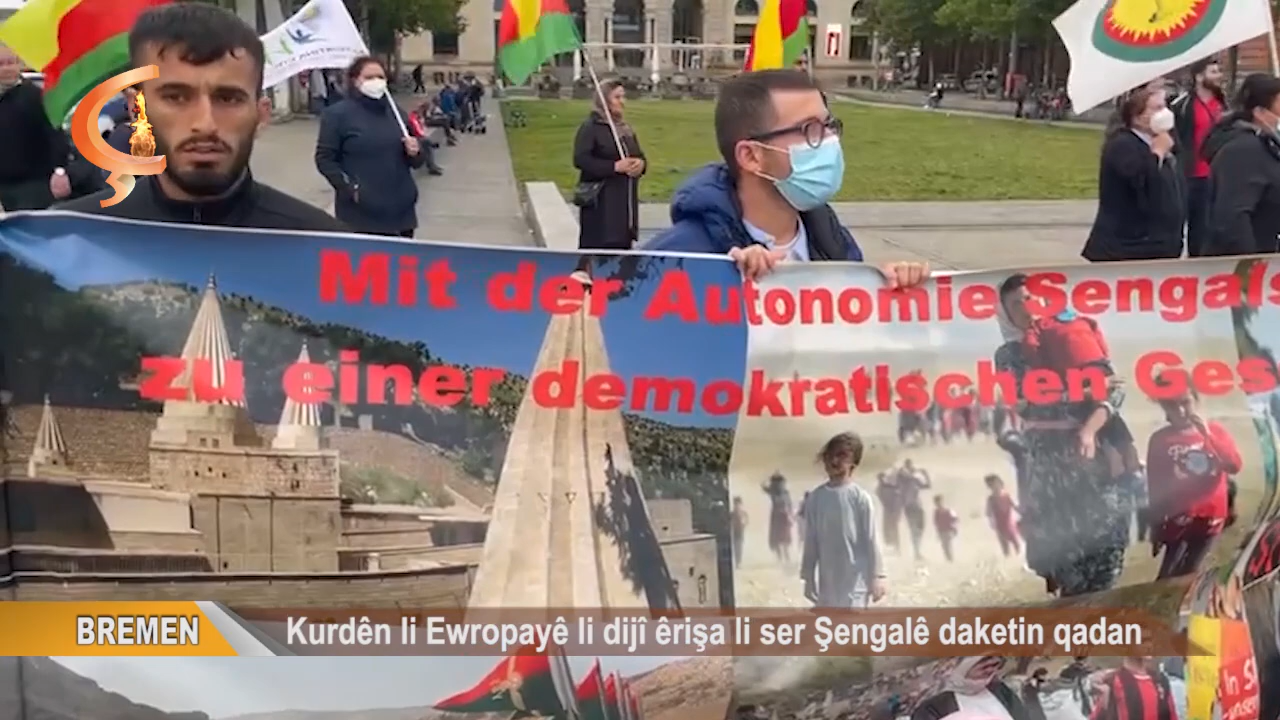 Mit der Autonomie Sengals
zu einer demokratischen Ges
BREMEN
Kurdên li Ewropayê li dijî êrişa li ser Şengalê daketin qadan